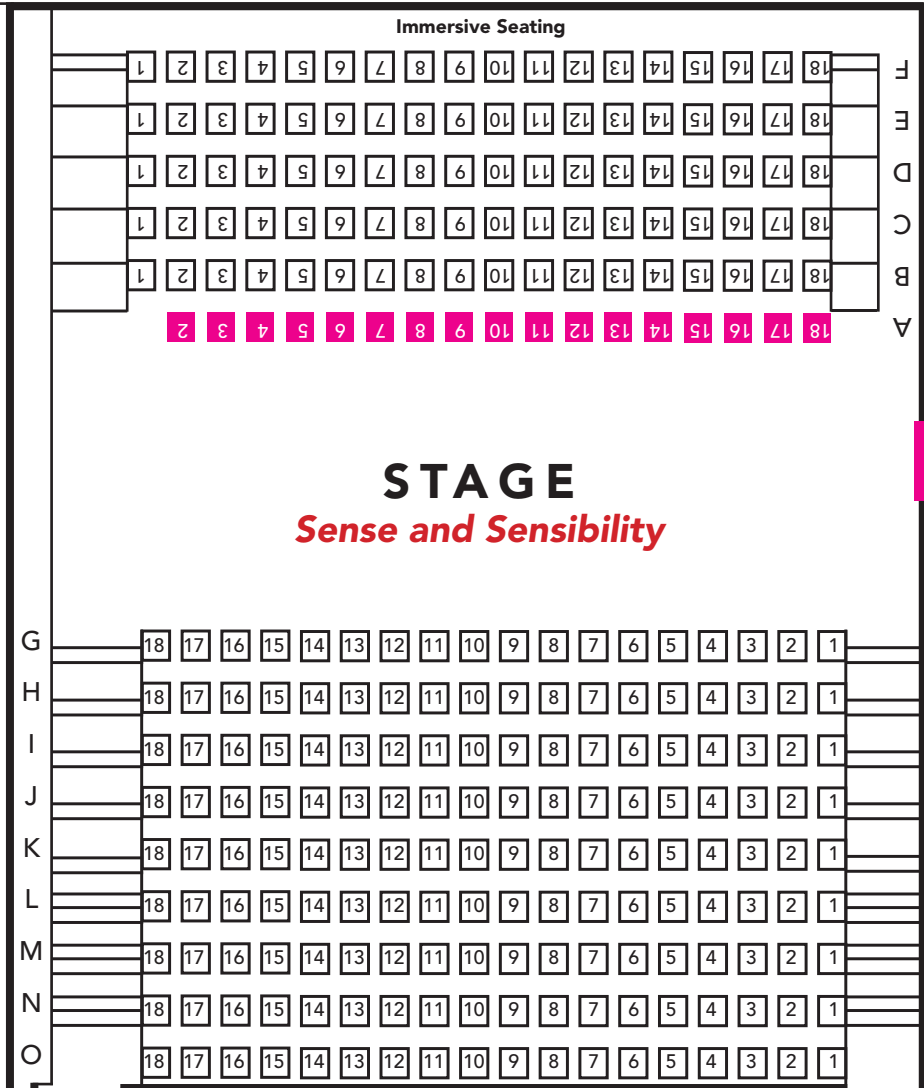 Immersive Seating
1 2 3 4 5 6 7 8 9 10 11 12 13 14 15 16 17 18 F
1 2 3 4 5 6 7 8 9 10 11 12 13 14 15 16 17 18 E
1 2 3 4 5 6 7 8 9 10 11 12 13 14 15 16 17 18 D
1 2 3 4 5 6 7 8 9 10 11 12 13 14 15 16 17 18 C
1 2 3 4 5 6 7 8 9 10 11 12 13 14 15 16 17 18 B
2 3 4 5 6 7 8 9 10 11 12 13 14 15 16 17 18 A
STAGE
Sense and Sensibility
G 18 17 16 15 14 13 12 11 10 9 8 7 6 5 4 3 2 1
H 18 17 16 15 14 13 12 11 10 9 8 7 6 5 4 3 2 1
I 18 17 16 15 14 13 12 11 10 9 8 7 6 5 4 3 2 1
J 18 17 16 15 14 13 12 11 10 9 8 7 6 5 4 3 2 1
K 18 17 16 15 14 13 12 11 10 9 8 7 6 5 4 3 2 1
L 18 17 16 15 14 13 12 11 10 9 8 7 6 5 4 3 2 1
M 18 17 16 15 14 13 12 11 10 9 8 7 6 5 4 3 2 1
N 18 17 16 15 14 13 12 11 10 9 8 7 6 5 4 3 2 1
O 18 17 16 15 14 13 12 11 10 9 8 7 6 5 4 3 2 1